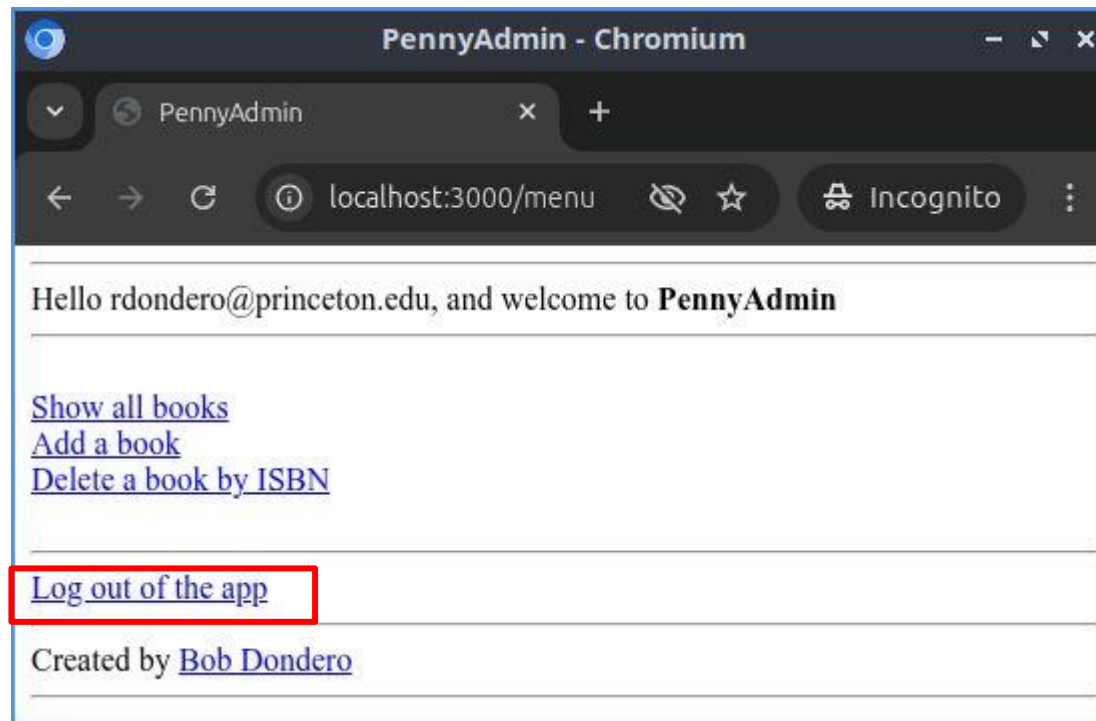 PennyAdmin - Chromium
PennyAdmin
localhost:3000/menu Incognito
Hello rdondero@princeton.edu, and welcome to PennyAdmin
Show all books
Add a book
Delete a book by ISBN
Log out of the app
Created by Bob Dondero